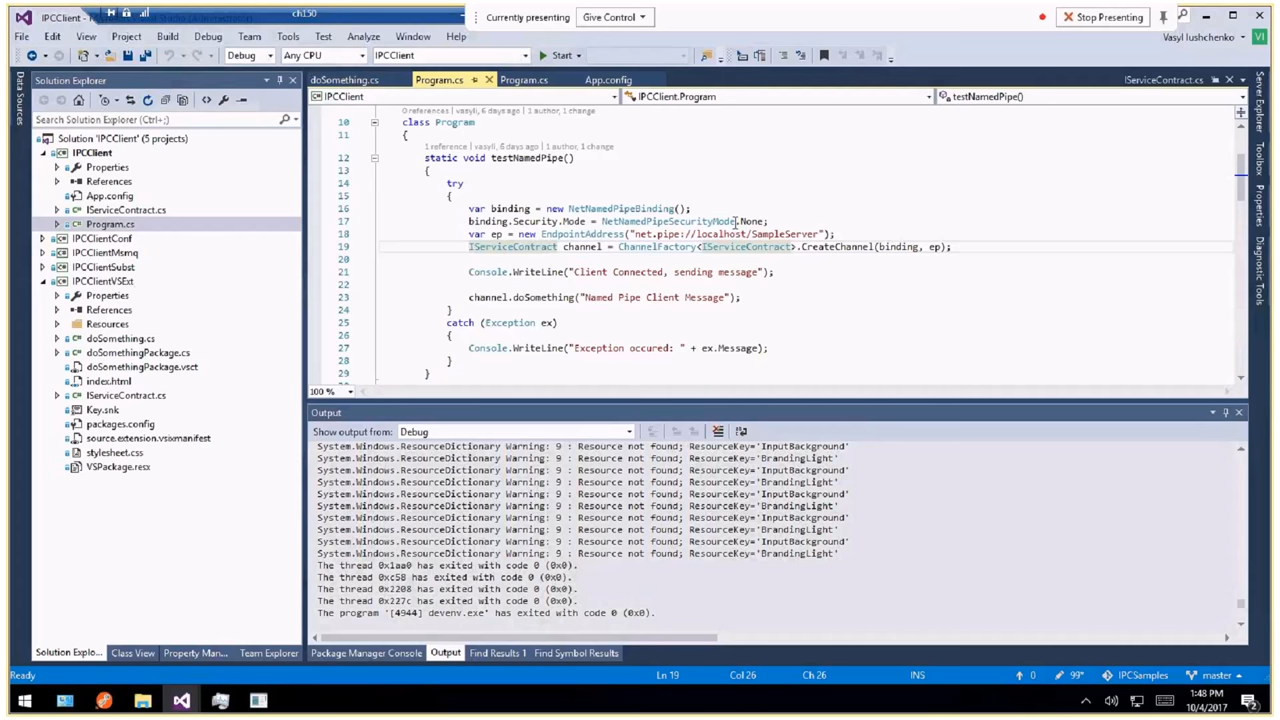 IPCClient -
ch150
Currently presenting
Give Control
Stop Presenting
File Edit View Project Build Debug Team Tools Test Analyze Window Help
Vasyl Iushchenko
VI
Debug
Any CPU
IPCClient
Start
Data Sources
Solution Explorer
Search Solution Explorer (Ctrl+;)
Solution 'IPCClient' (5 projects)
IPCClient
Properties
References
App.config
IServiceContract.cs
Program.cs
IPCClientConf
IPCClientMsmq
IPCClientSubst
IPCClientVSExt
Properties
References
Resources
doSomething.cs
doSomethingPackage.cs
doSomethingPackage.vsct
index.html
IServiceContract.cs
Key.snk
packages.config
source.extension.vsixmanifest
stylesheet.css
VSPackage.resx
Solution Explo... Class View Property Man... Team Explorer
doSomething.cs Program.cs Program.cs App.config IServiceContract.cs
IPCClient IPCClient.Program testNamedPipe()
0 references | vasyli, 6 days ago | 1 author, 1 change
10 class Program
11 {
1 reference | vasyli, 6 days ago | 1 author, 1 change
12 static void testNamedPipe()
13 {
14 try
15 {
16 var binding = new NetNamedPipeBinding();
17 binding.Security.Mode = NetNamedPipeSecurityMode.None;
18 var ep = new EndpointAddress("net.pipe://localhost/SampleServer");
19 IServiceContract channel = ChannelFactory<IServiceContract>.CreateChannel(binding, ep);
20
21 Console.WriteLine("Client Connected, sending message");
22
23 channel.doSomething("Named Pipe Client Message");
24 }
25 catch (Exception ex)
26 {
27 Console.WriteLine("Exception occured: " + ex.Message);
28 }
29 }
100 %
Output
Show output from: Debug
System.Windows.ResourceDictionary Warning: 9 : Resource not found; ResourceKey='InputBackground'
System.Windows.ResourceDictionary Warning: 9 : Resource not found; ResourceKey='BrandingLight'
System.Windows.ResourceDictionary Warning: 9 : Resource not found; ResourceKey='InputBackground'
System.Windows.ResourceDictionary Warning: 9 : Resource not found; ResourceKey='BrandingLight'
System.Windows.ResourceDictionary Warning: 9 : Resource not found; ResourceKey='InputBackground'
System.Windows.ResourceDictionary Warning: 9 : Resource not found; ResourceKey='BrandingLight'
System.Windows.ResourceDictionary Warning: 9 : Resource not found; ResourceKey='InputBackground'
System.Windows.ResourceDictionary Warning: 9 : Resource not found; ResourceKey='BrandingLight'
System.Windows.ResourceDictionary Warning: 9 : Resource not found; ResourceKey='InputBackground'
System.Windows.ResourceDictionary Warning: 9 : Resource not found; ResourceKey='BrandingLight'
The thread 0x1aa0 has exited with code 0 (0x0).
The thread 0xc58 has exited with code 0 (0x0).
The thread 0x2208 has exited with code 0 (0x0).
The thread 0x227c has exited with code 0 (0x0).
The program '[4944] devenv.exe' has exited with code 0 (0x0).
Package Manager Console Output Find Results 1 Find Symbol Results
Server Explorer
Toolbox
Properties
Diagnostic Tools
Ready
Ln 19 Col 26 Ch 26 INS
0 99* IPCSamples master
1:48 PM
10/4/2017
2